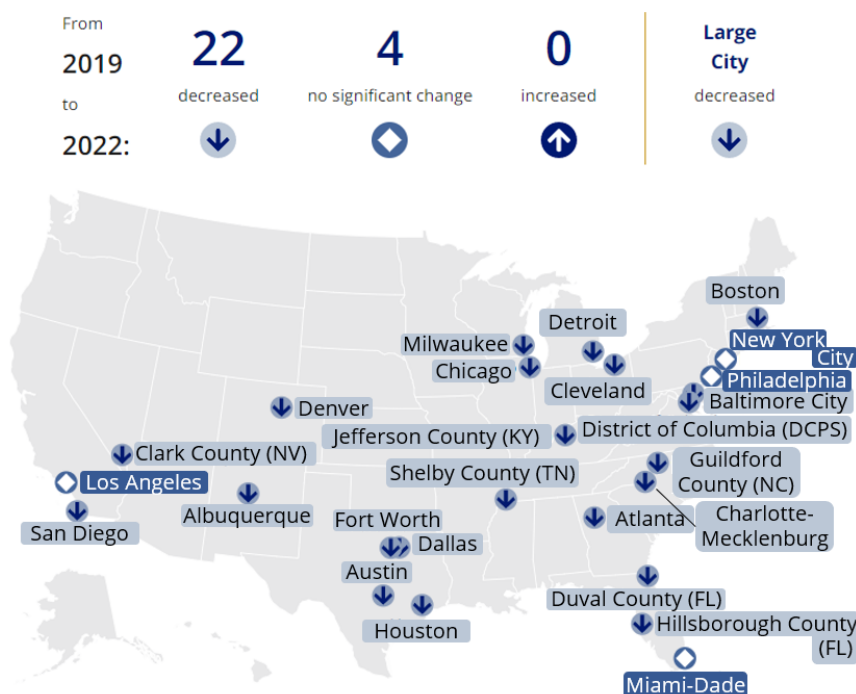 From
2019
to
2022:
22
decreased
4
no significant change
0
increased
Large
City
decreased
Boston
Detroit
Milwaukee
New York
City
Chicago
Cleveland
Philadelphia
Baltimore City
Denver
Jefferson County (KY)
District of Columbia (DCPS)
Clark County (NV)
Shelby County (TN)
Guildford
County (NC)
Los Angeles
Albuquerque
Fort Worth
Atlanta
Charlotte-
Mecklenburg
San Diego
Dallas
Austin
Duval County (FL)
Houston
Hillsborough County
(FL)
Miami-Dade